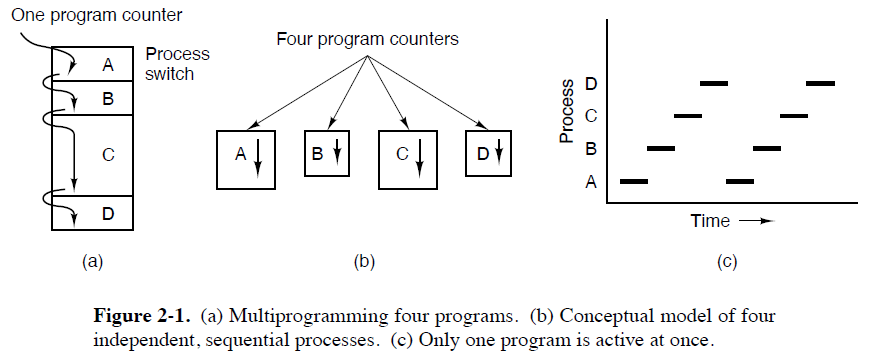 One program counter
A
B
C
D
Process
switch
(a)
Four program counters
A
B
C
D
(b)
Process
D
C
B
A
Time
(c)
Figure 2-1. (a) Multiprogramming four programs. (b) Conceptual model of four
independent, sequential processes. (c) Only one program is active at once.